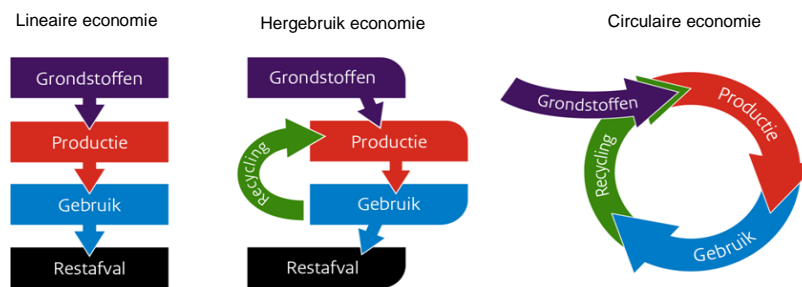 Lineaire economie
Grondstoffen
Productie
Gebruik
Restafval
Hergebruik economie
Grondstoffen
Productie
Recycling
Gebruik
Restafval
Circulaire economie
Grondstoffen
Productie
Recycling
Gebruik